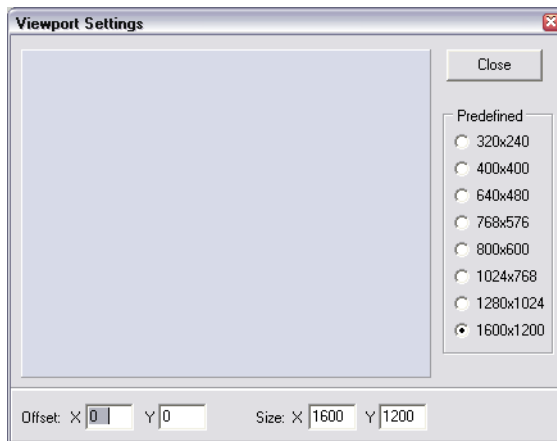 Viewport Settings
Close
Predefined
320x240
400x400
640x480
768x576
800x600
1024x768
1280x1024
1600x1200
Offset: X 0 Y 0 Size: X 1600 Y 1200